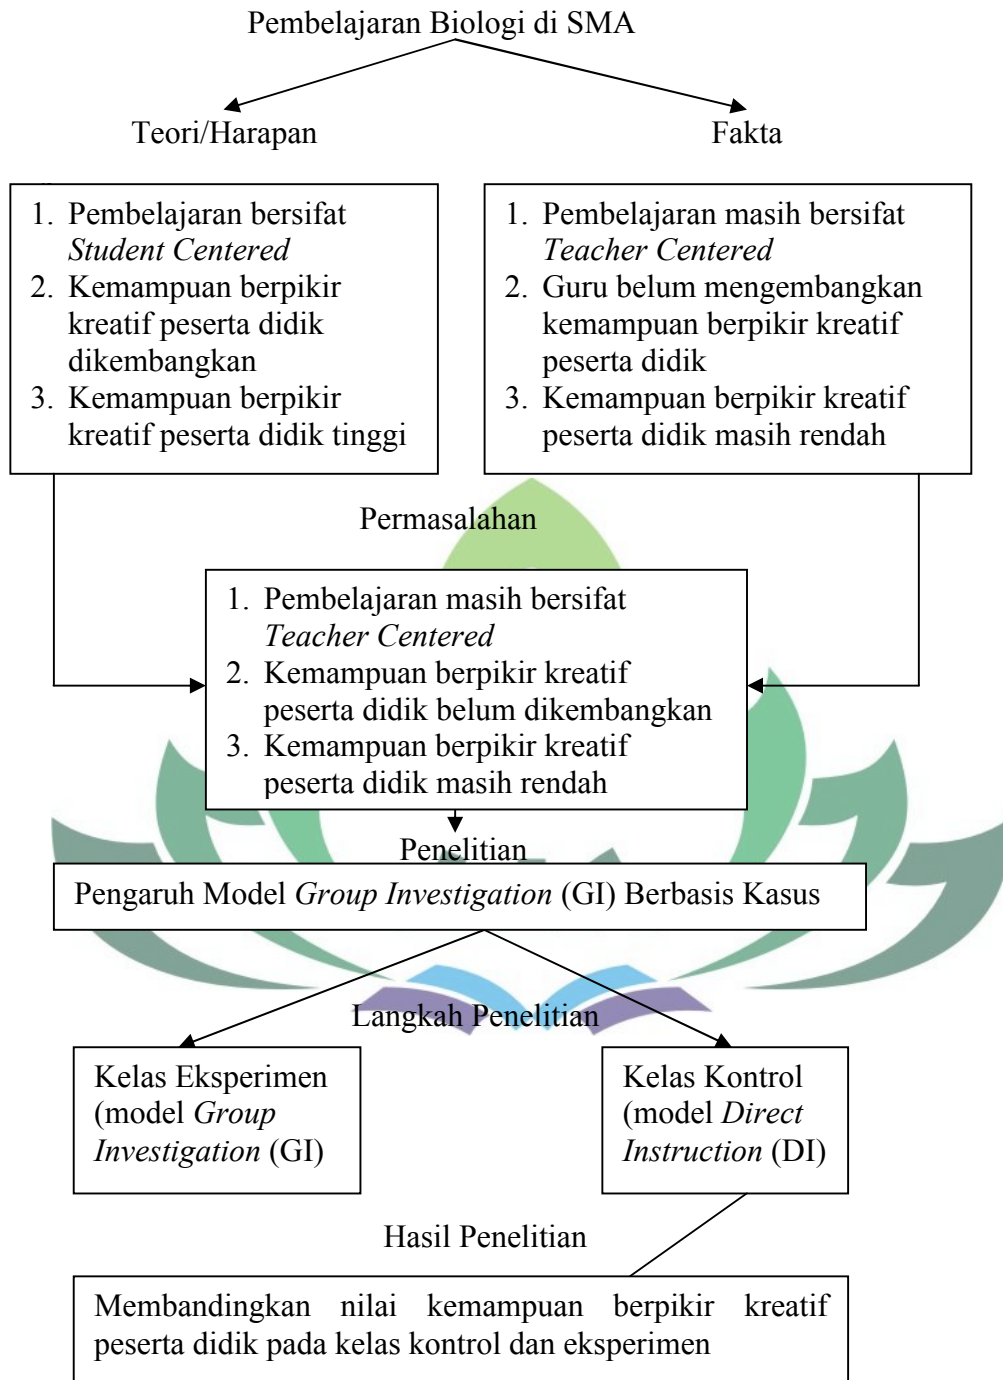 Pembelajaran Biologi di SMA
Teori/Harapan
Fakta
1. Pembelajaran bersifat
Student Centered
2. Kemampuan berpikir
kreatif peserta didik
dikembangkan
3. Kemampuan berpikir
kreatif peserta didik tinggi
1. Pembelajaran masih bersifat
Teacher Centered
2. Guru belum mengembangkan
kemampuan berpikir kreatif
peserta didik
3. Kemampuan berpikir kreatif
peserta didik masih rendah
Permasalahan
1. Pembelajaran masih bersifat
Teacher Centered
2. Kemampuan berpikir kreatif
peserta didik belum dikembangkan
3. Kemampuan berpikir kreatif
peserta didik masih rendah
Penelitian
Pengaruh Model Group Investigation (GI) Berbasis Kasus
Langkah Penelitian
Kelas Eksperimen
(model Group
Investigation (GI)
Kelas Kontrol
(model Direct
Instruction (DI)
Hasil Penelitian
Membandingkan nilai kemampuan berpikir kreatif
peserta didik pada kelas kontrol dan eksperimen